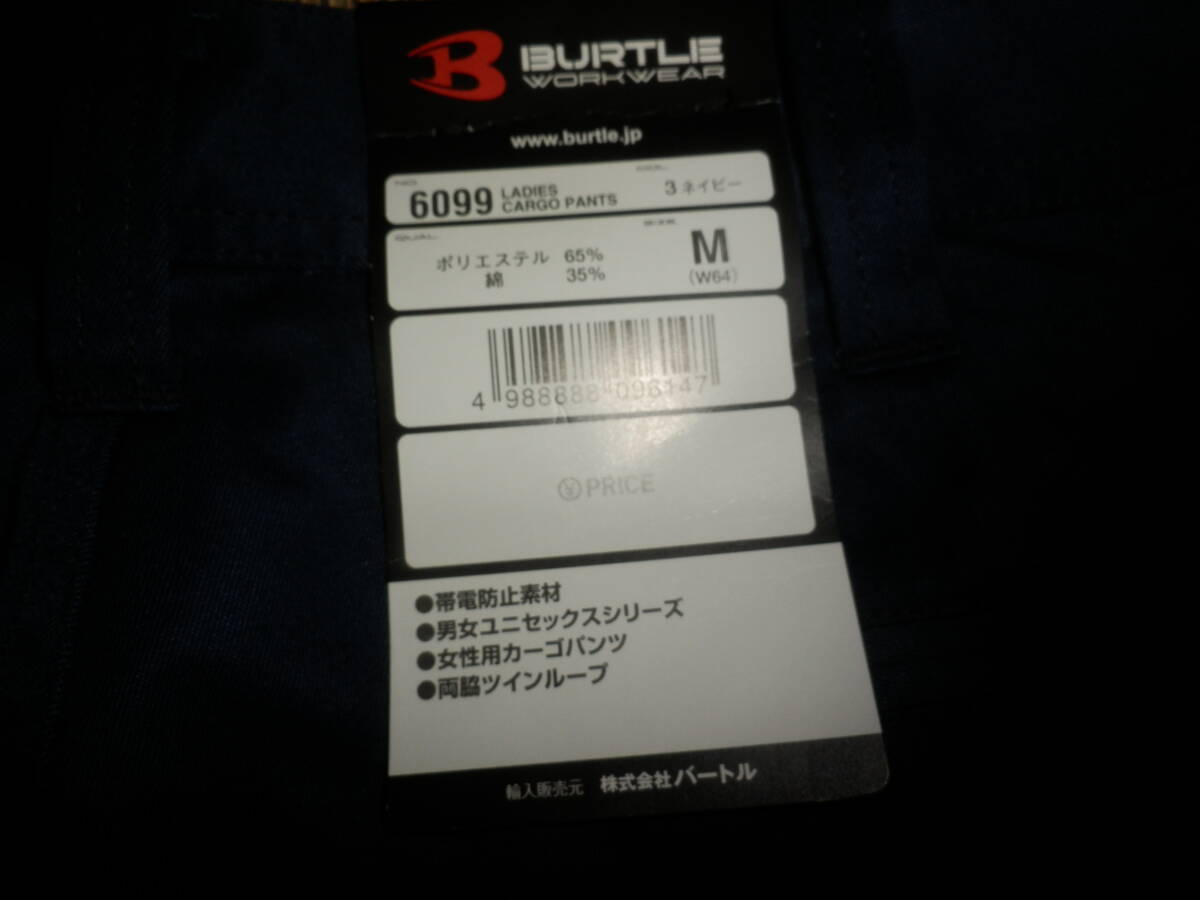 BURTLE
WORKWEAR
www.burtle.jp
NO.
6099 LADIES CARGO PANTS
COL.
3 ネイビー
QUAL.
ポリエステル 65%
綿 35%
SIZE
M
(W64)
4 988688 096147
¥ PRICE
●帯電防止素材
●男女ユニセックスシリーズ
●女性用カーゴパンツ
●両脇ツインループ
輸入販売元 株式会社バートル